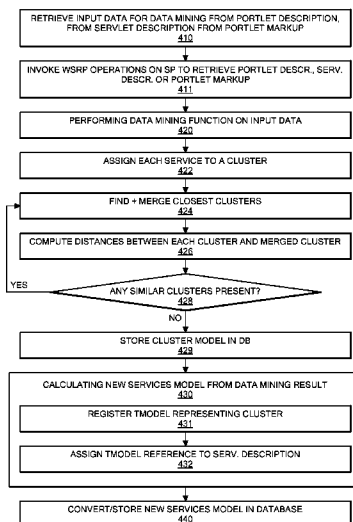 RETRIEVE INPUT DATA FOR DATA MINING FROM PORTLET DESCRIPTION,
FROM SERVLET DESCRIPTION FROM PORTLET MARKUP
410
INVOKE WSRP OPERATIONS ON SP TO RETRIEVE PORTLET DESCR., SERV.
DESCR. OR PORTLET MARKUP
411
PERFORMING DATA MINING FUNCTION ON INPUT DATA
420
ASSIGN EACH SERVICE TO A CLUSTER
422
FIND + MERGE CLOSEST CLUSTERS
424
COMPUTE DISTANCES BETWEEN EACH CLUSTER AND MERGED CLUSTER
426
YES
ANY SIMILAR CLUSTERS PRESENT?
428
NO
STORE CLUSTER MODEL IN DB
429
CALCULATING NEW SERVICES MODEL FROM DATA MINING RESULT
430
REGISTER TMODEL REPRESENTING CLUSTER
431
ASSIGN TMODEL REFERENCE TO SERV. DESCRIPTION
432
CONVERT/STORE NEW SERVICES MODEL IN DATABASE
440